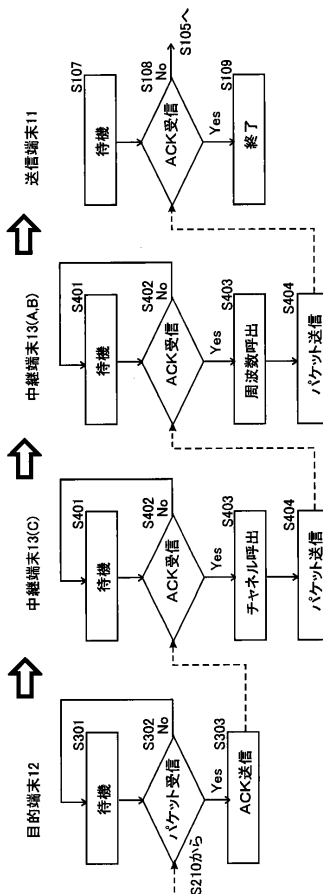 目的端末12
S301
待機
S302
パケット受信
No
Yes
S303
ACK送信
S210から
中継端末13(C)
S401
待機
S402
ACK受信
No
Yes
S403
チャネル呼出
S404
パケット送信
中継端末13(A,B)
S401
待機
S402
ACK受信
No
Yes
S403
周波数呼出
S404
パケット送信
送信端末11
S107
待機
S108
ACK受信
No
S105へ
Yes
S109
終了